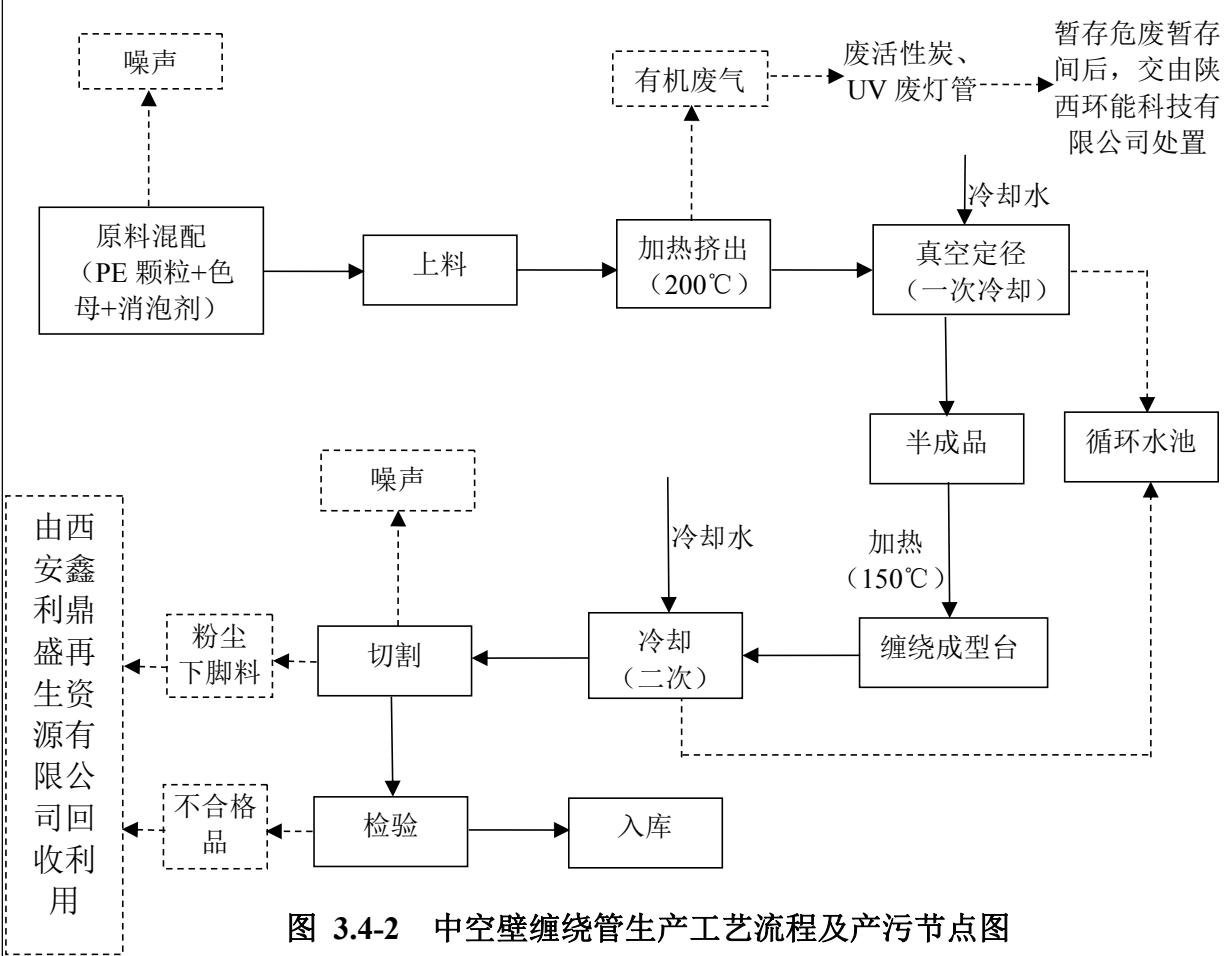 噪声
有机废气
废活性炭、
UV 废灯管
暂存危废暂存
间后，交由陕
西环能科技有
限公司处置
冷却水
原料混配
（PE 颗粒+色
母+消泡剂）
上料
加热挤出
（200℃）
真空定径
（一次冷却）
半成品
循环水池
噪声
冷却水
加热
（150℃）
由西
安鑫
利鼎
盛再
生资
源有
限公
司回
收利
用
粉尘
下脚料
切割
冷却
（二次）
缠绕成型台
不合格
品
检验
入库
图 3.4-2 中空壁缠绕管生产工艺流程及产污节点图